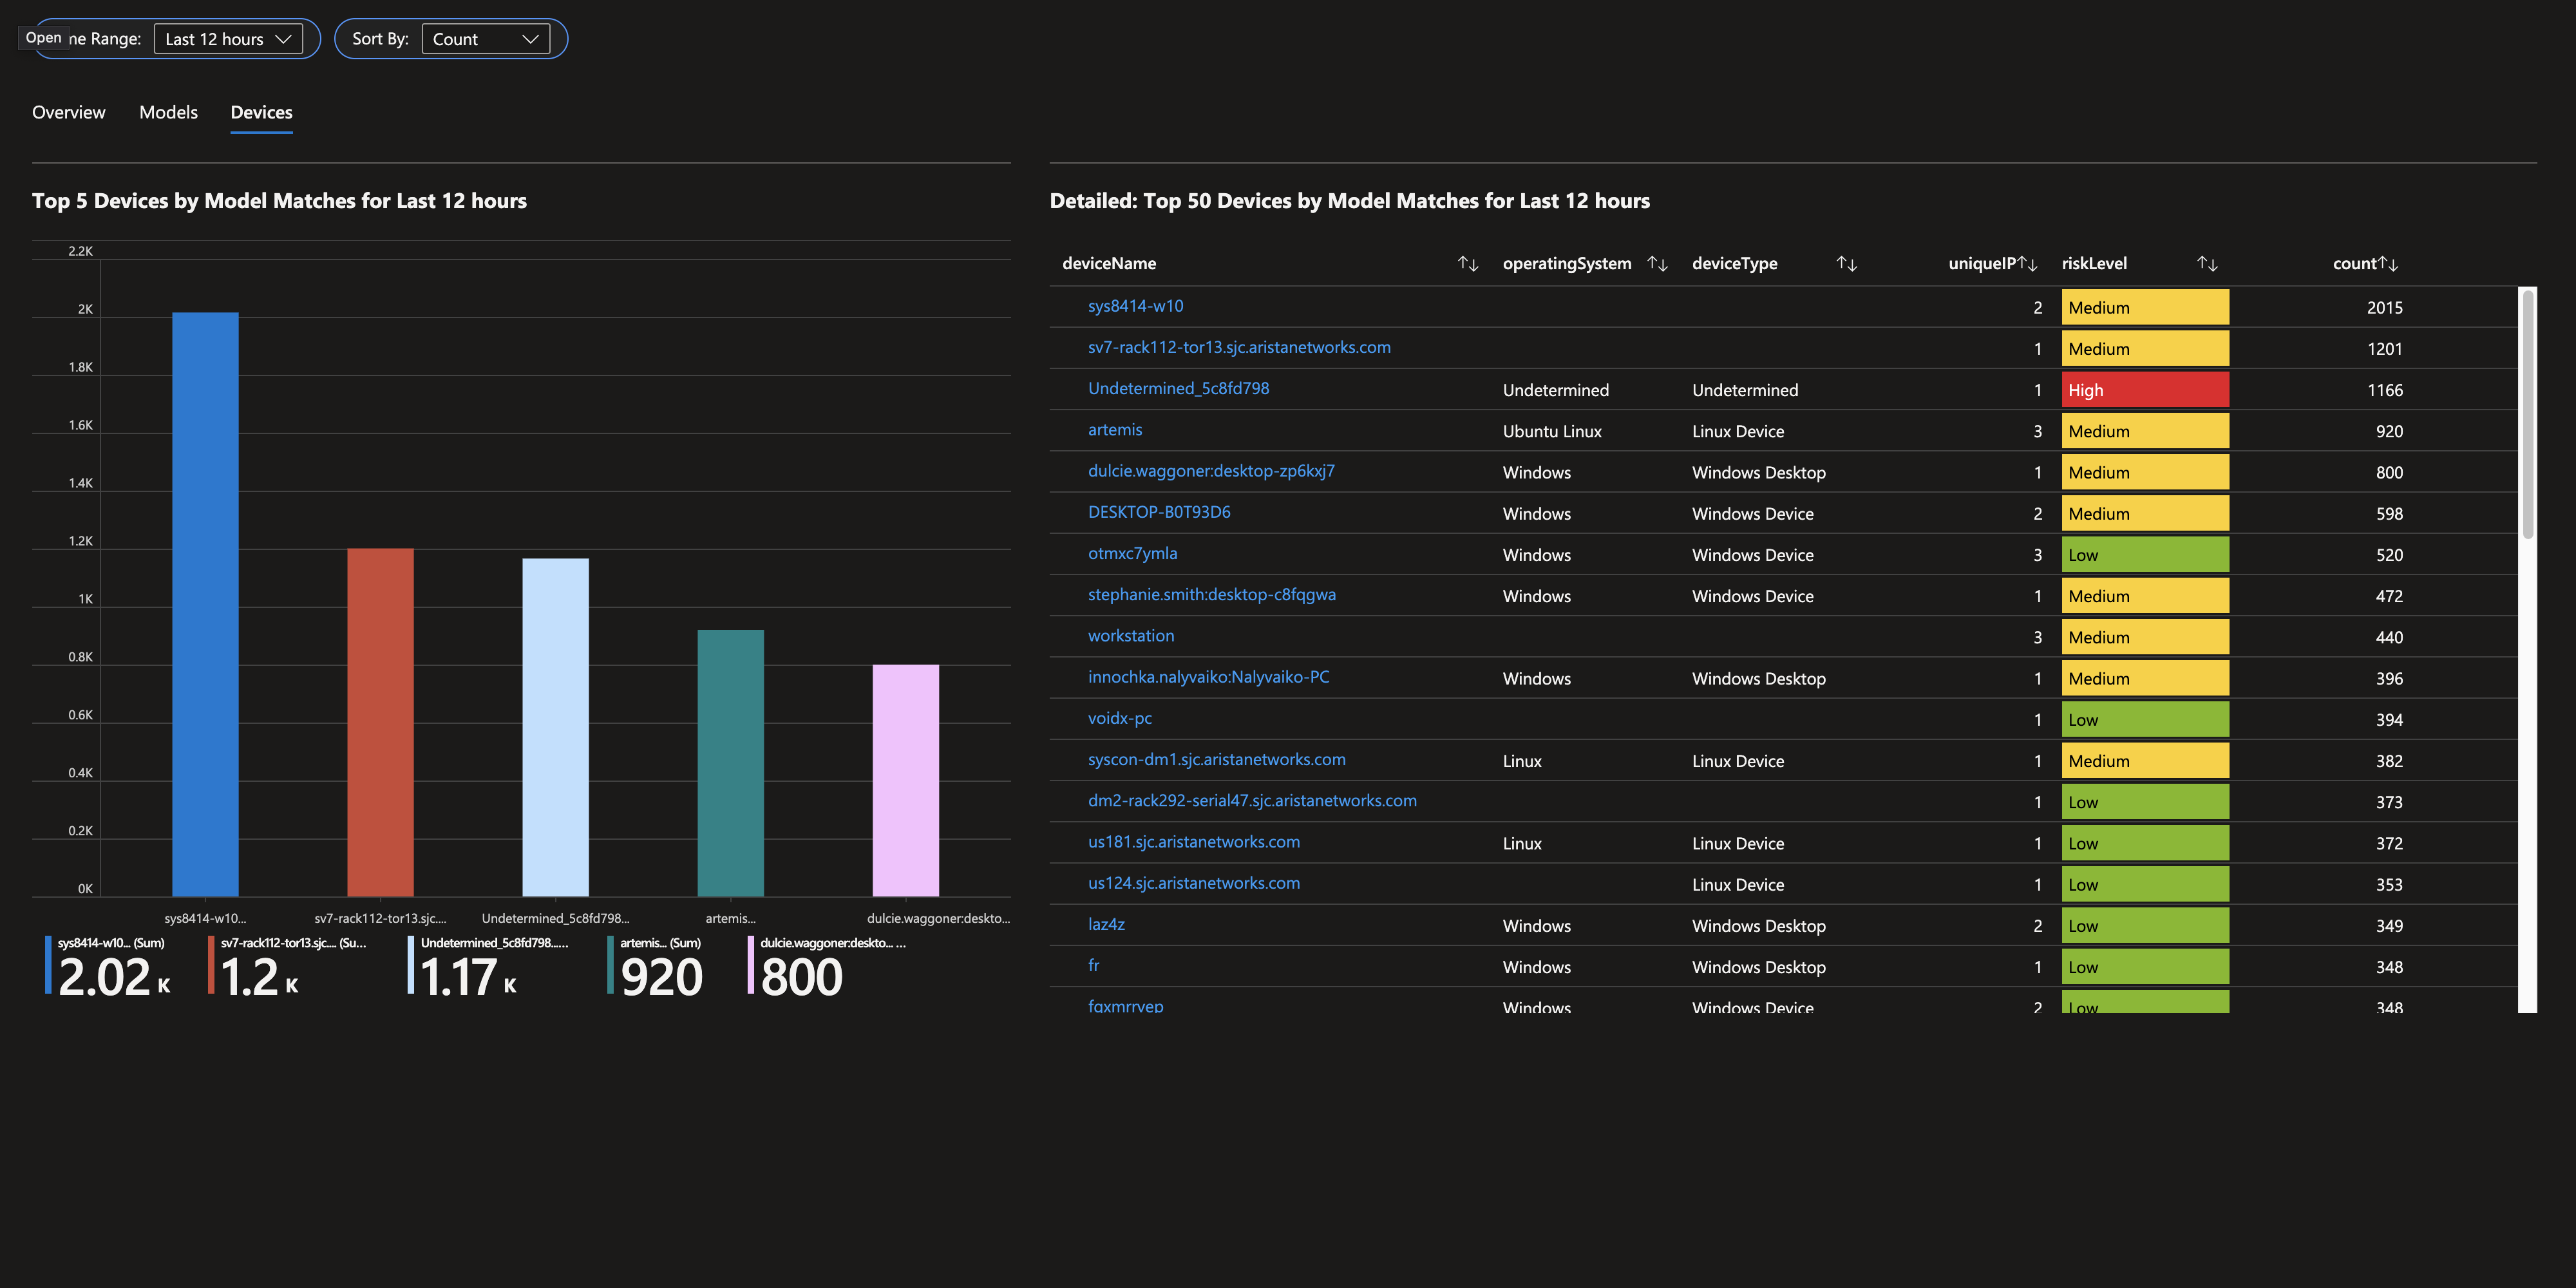 Open
me Range: Last 12 hours Sort By: Count
Overview Models Devices
Top 5 Devices by Model Matches for Last 12 hours
2.2K
2K
1.8K
1.6K
1.4K
1.2K
1K
0.8K
0.6K
0.4K
0.2K
0K
sys8414-w10... sv7-rack112-tor13.sjc.... Undetermined_5c8fd798... artemis... dulcie.waggoner:deskto...
sys8414-w10... (Sum) sv7-rack112-tor13.sjc.... (Su... Undetermined_5c8fd798...... artemis... (Sum) dulcie.waggoner:deskto... ...
2.02 K 1.2 K 1.17 K 920 800
Detailed: Top 50 Devices by Model Matches for Last 12 hours
deviceName operatingSystem deviceType uniqueIP riskLevel count
sys8414-w10 2 Medium 2015
sv7-rack112-tor13.sjc.aristanetworks.com 1 Medium 1201
Undetermined_5c8fd798 Undetermined Undetermined 1 High 1166
artemis Ubuntu Linux Linux Device 3 Medium 920
dulcie.waggoner:desktop-zp6kxj7 Windows Windows Desktop 1 Medium 800
DESKTOP-B0T93D6 Windows Windows Device 2 Medium 598
otmxc7ymla Windows Windows Device 3 Low 520
stephanie.smith:desktop-c8fqgwa Windows Windows Device 1 Medium 472
workstation 3 Medium 440
innochka.nalyvaiko:Nalyvaiko-PC Windows Windows Desktop 1 Medium 396
voidx-pc 1 Low 394
syscon-dm1.sjc.aristanetworks.com Linux Linux Device 1 Medium 382
dm2-rack292-serial47.sjc.aristanetworks.com 1 Low 373
us181.sjc.aristanetworks.com Linux Linux Device 1 Low 372
us124.sjc.aristanetworks.com Linux Device 1 Low 353
laz4z Windows Windows Desktop 2 Low 349
fr Windows Windows Desktop 1 Low 348
fqxmrrvep Windows Windows Device 2 Low 348